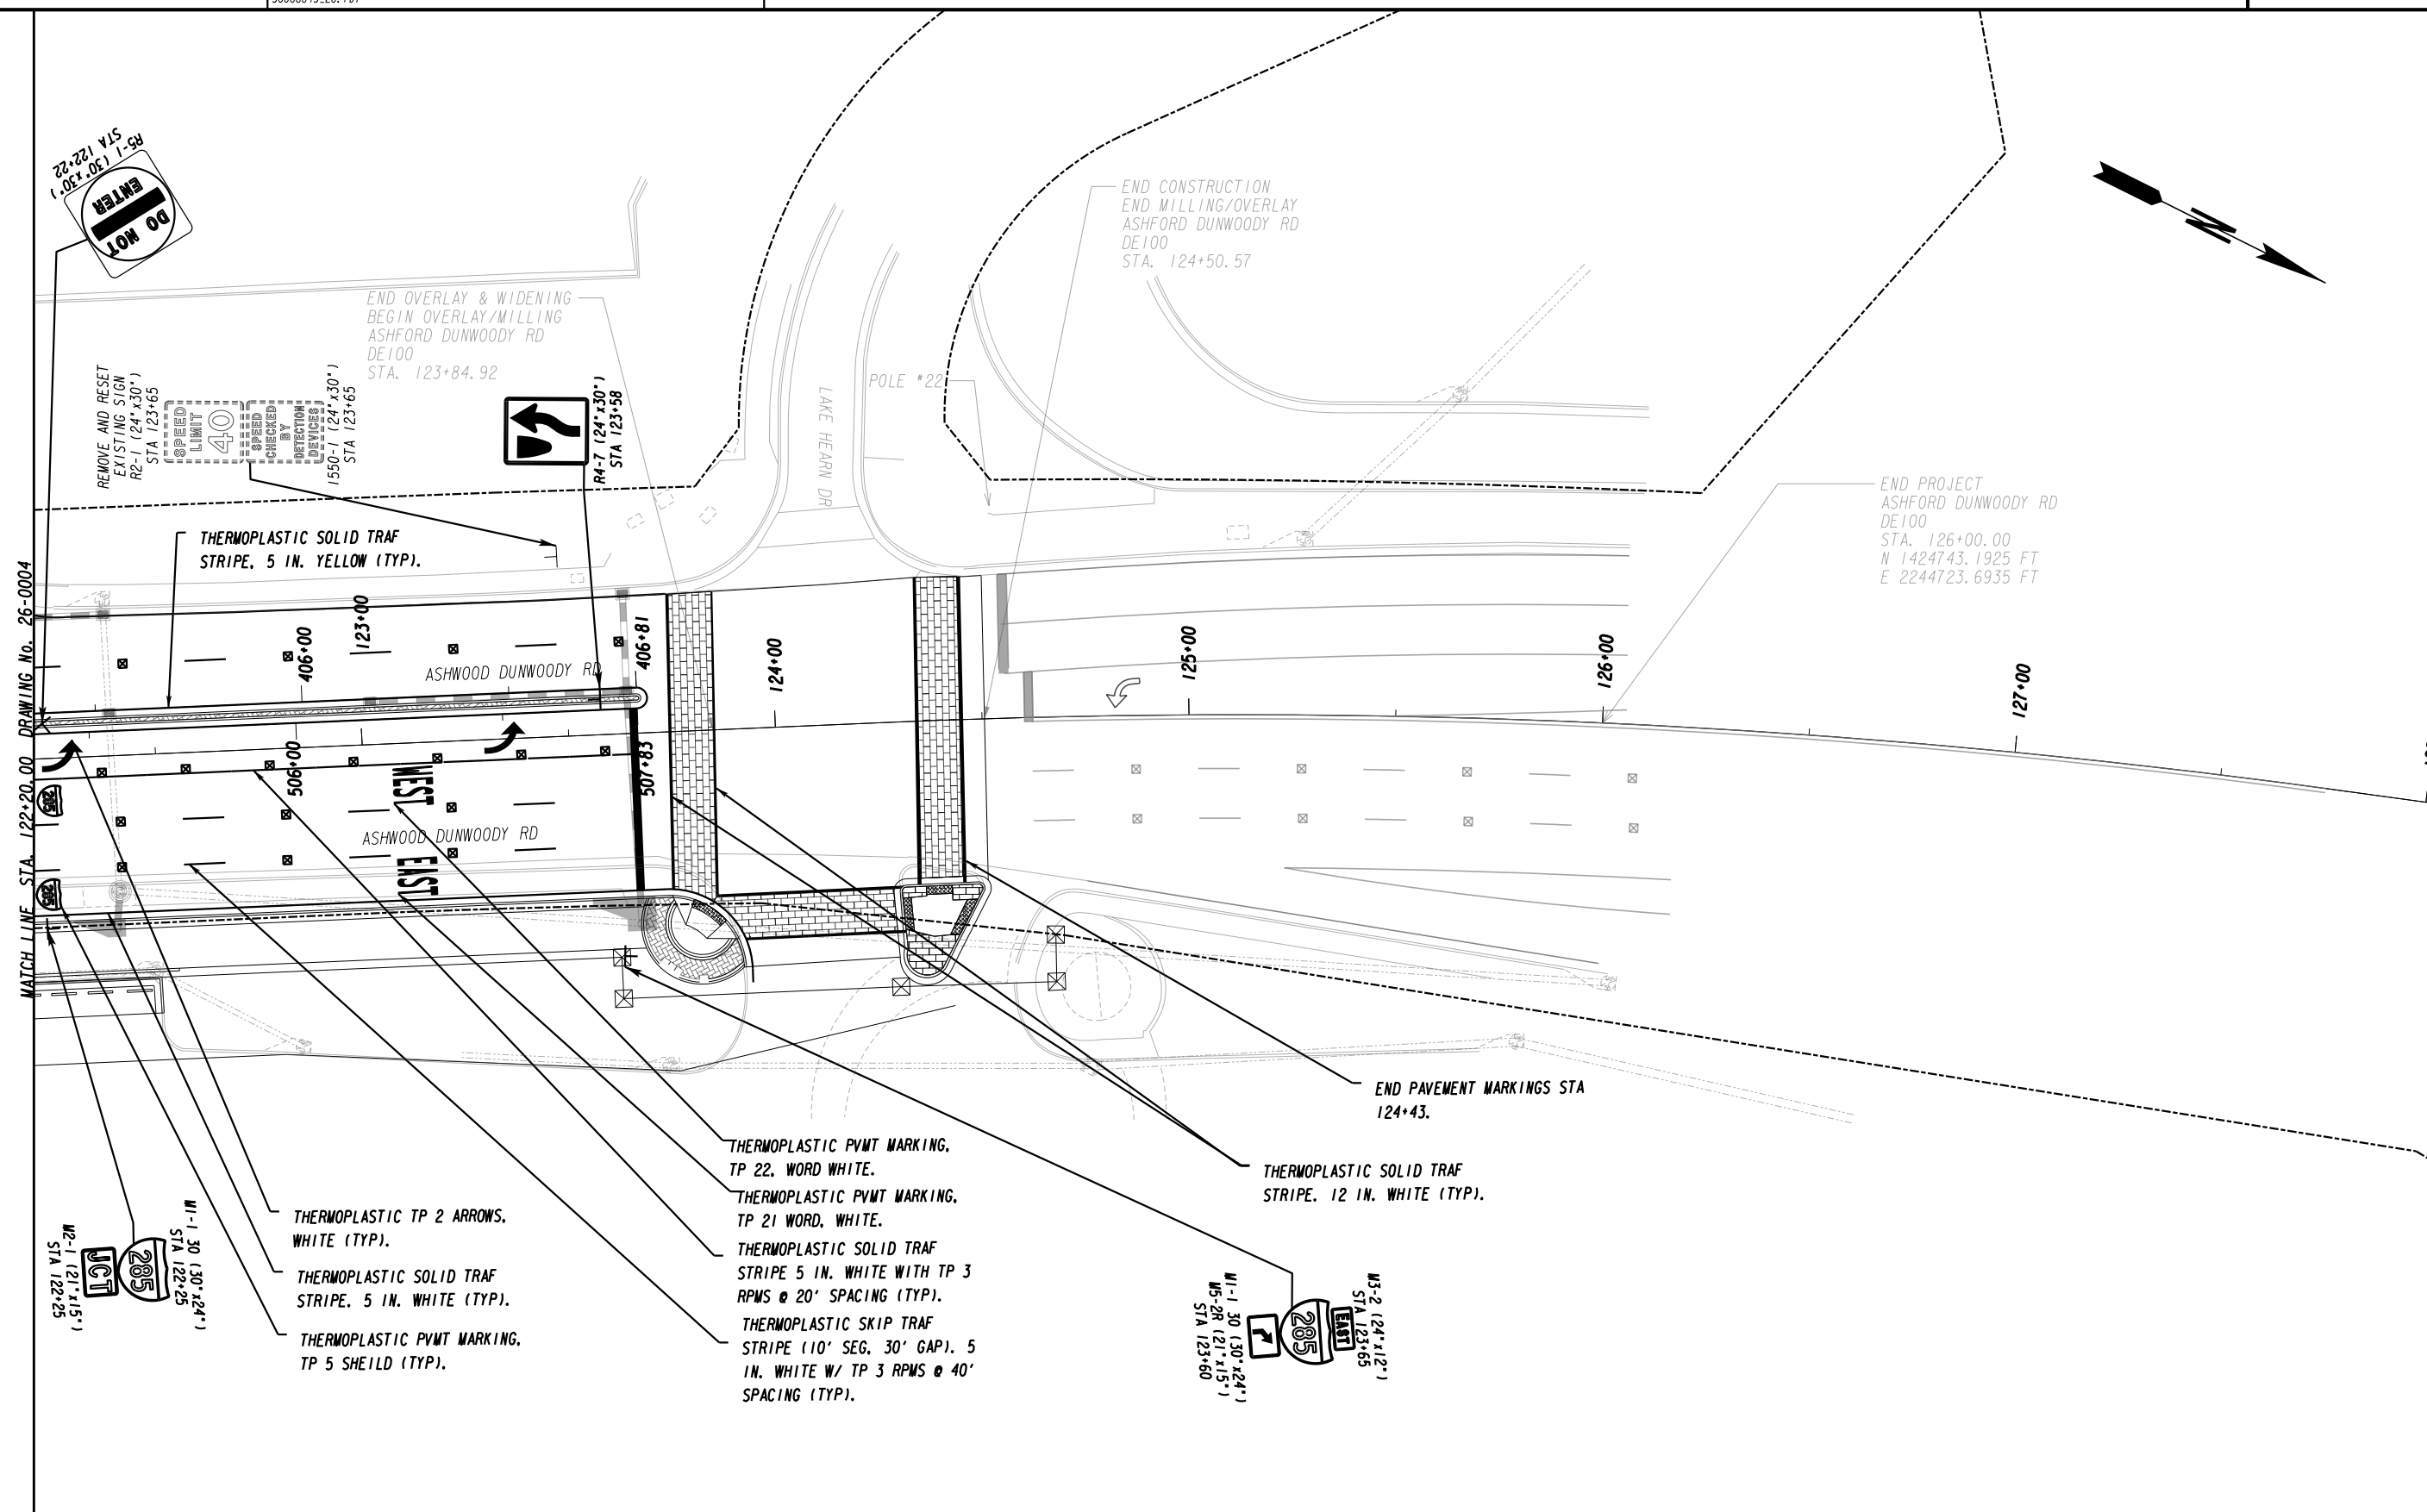 R5-1 (30"x30")
STA 122+22
DO NOT
ENTER
END CONSTRUCTION
END MILLING/OVERLAY
ASHFORD DUNWOODY RD
DE100
STA. 124+50.57
N
END OVERLAY & WIDENING
BEGIN OVERLAY/MILLING
ASHFORD DUNWOODY RD
DE100
STA. 123+84.92
REMOVE AND RESET
EXISTING SIGN
R2-1 (24"x30")
STA 123+65
SPEED
LIMIT
40
SPEED
CHECKED
BY
DETECTION
DEVICES
1550-1 (24"x30")
STA 123+65
R4-7 (24"x30")
STA 123+58
POLE #22
LAKE HEARN DR
END PROJECT
ASHFORD DUNWOODY RD
DE100
STA. 126+00.00
N 1424743.1925 FT
E 2244723.6935 FT
THERMOPLASTIC SOLID TRAF
STRIPE, 5 IN. YELLOW (TYP).
MATCH LINE STA. 122+20.00 DRAWING No. 26-0004
406+00
123+00
406+81
124+00
125+00
126+00
127+00
ASHWOOD DUNWOODY RD
506+00
507+83
WEST
285
ASHWOOD DUNWOODY RD
EAST
285
END PAVEMENT MARKINGS STA
124+43.
THERMOPLASTIC PVMT MARKING,
TP 22, WORD WHITE.
THERMOPLASTIC SOLID TRAF
STRIPE. 12 IN. WHITE (TYP).
THERMOPLASTIC PVMT MARKING,
TP 21 WORD, WHITE.
THERMOPLASTIC TP 2 ARROWS,
WHITE (TYP).
THERMOPLASTIC SOLID TRAF
STRIPE 5 IN. WHITE WITH TP 3
RPMS @ 20' SPACING (TYP).
THERMOPLASTIC SOLID TRAF
STRIPE. 5 IN. WHITE (TYP).
THERMOPLASTIC PVMT MARKING,
TP 5 SHEILD (TYP).
THERMOPLASTIC SKIP TRAF
STRIPE (10' SEG, 30' GAP). 5
IN. WHITE W/ TP 3 RPMS @ 40'
SPACING (TYP).
M1-1 30 (30"x24")
STA 122+25
285
JCT
M2-1 (21"x15")
STA 122+25
M3-2 (24"x12")
STA 123+65
EAST
285
M1-1 30 (30"x24")
M5-2R (21"x15")
STA 123+60